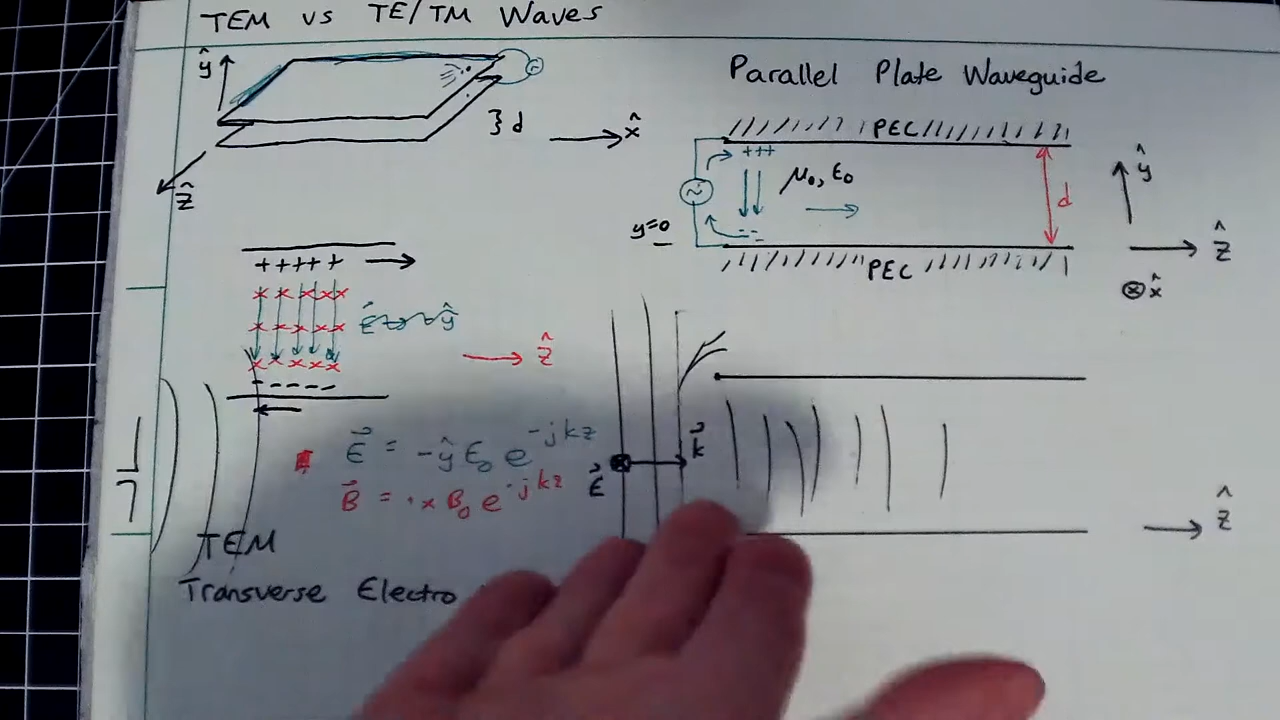 TEM vs TE/TM Waves
ŷ
} d
x̂
ẑ
Parallel Plate Waveguide
PEC
+++
μ₀, ε₀
d
y=0
--
PEC
ŷ
ẑ
⊗ x̂
+ + + + +
ẑ
- - - - -
E⃗ = -ŷ E₀ e^-jkz
B⃗ = · x B₀ e^-jkz
k⃗
E⃗
ẑ
TEM
Transverse Electro